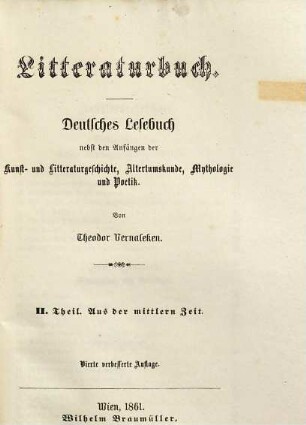 Litteraturbuch.
Deutsches Lesebuch
nebst den Anfängen der
Kunst- und Litteraturgeschichte, Altertumskunde, Mythologie
und Poetik.
Von
Theodor Vernaleken.
II. Theil. Aus der mittlern Zeit.
Vierte verbesserte Auflage.
Wien, 1861.
Wilhelm Braumüller.